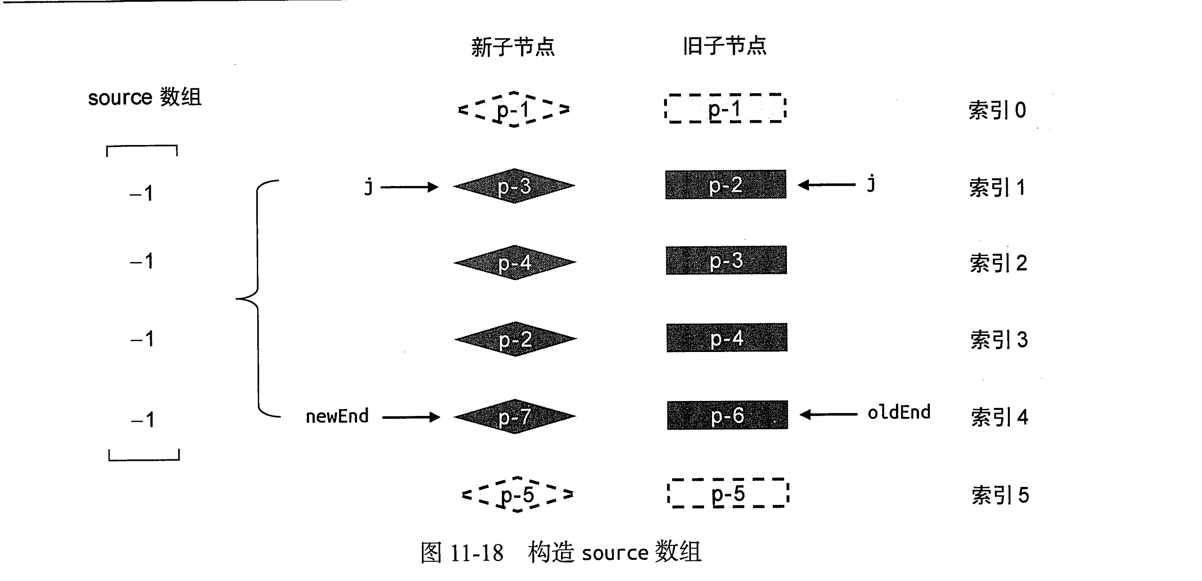 新子节点 旧子节点
source 数组
p-1 p-1 索引 0
−1 j p-3 p-2 j 索引 1
−1 p-4 p-3 索引 2
−1 p-2 p-4 索引 3
−1 newEnd p-7 p-6 oldEnd 索引 4
p-5 p-5 索引 5
图 11-18 构造 source 数组